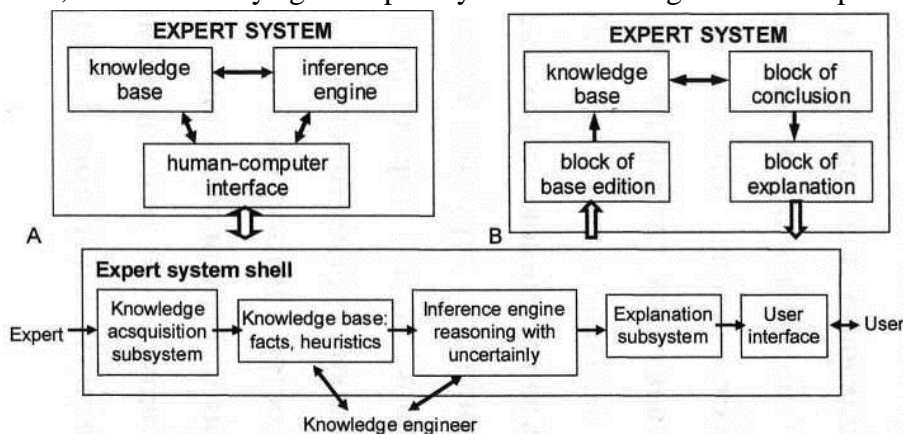 EXPERT SYSTEM
knowledge
base
inference
engine
human-computer
interface
A
EXPERT SYSTEM
knowledge
base
block of
conclusion
block of
base edition
block of
explanation
B
Expert system shell
Expert
Knowledge
acsquisition
subsystem
Knowledge base:
facts, heuristics
Inference engine
reasoning with
uncertainly
Explanation
subsystem
User
interface
User
Knowledge engineer